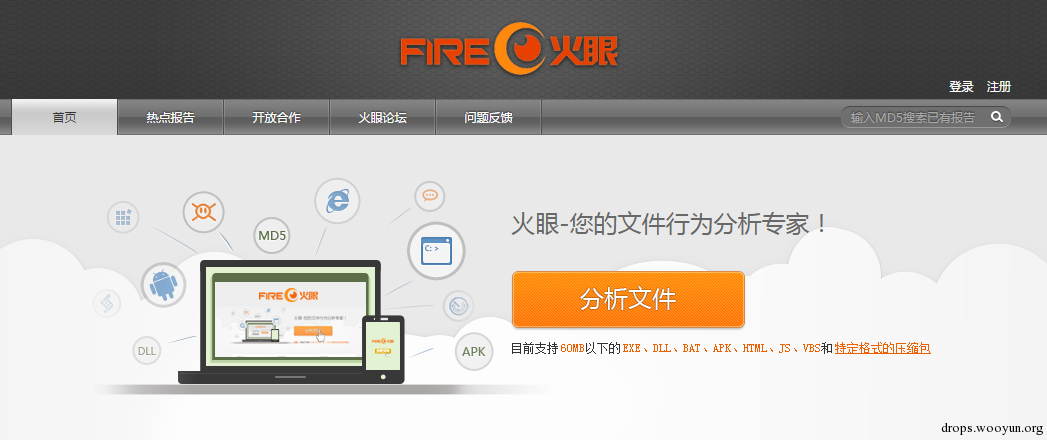 FIRE 火眼
登录 注册
首页 热点报告 开放合作 火眼论坛 问题反馈 输入MD5搜索已有报告
火眼-您的文件行为分析专家！
MD5
C: >
FIRE 火眼
DLL
APK
分析文件
目前支持60MB以下的EXE、DLL、BAT、APK、HTML、JS、VBS和特定格式的压缩包
drops.wooyun.org